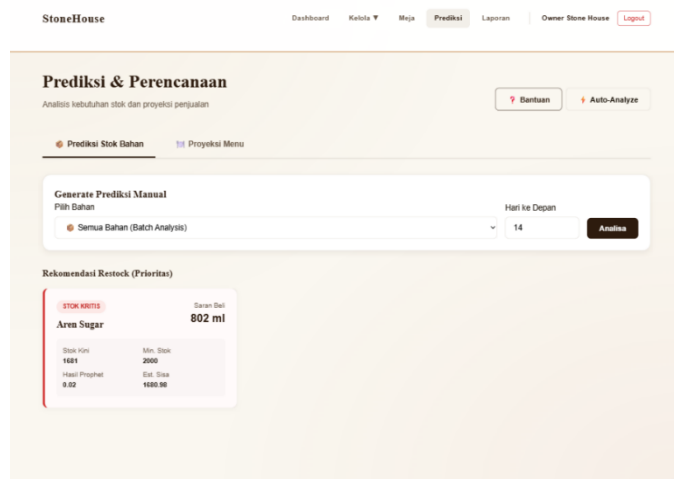 StoneHouse
Dashboard Kelola ▼ Meja Prediksi Laporan Owner Stone House Logout
Prediksi & Perencanaan
Analisis kebutuhan stok dan proyeksi penjualan
❓ Bantuan ⚡ Auto-Analyze
📦 Prediksi Stok Bahan 🍽️ Proyeksi Menu
Generate Prediksi Manual
Pilih Bahan Hari ke Depan
📦 Semua Bahan (Batch Analysis) 14 Analisa
Rekomendasi Restock (Prioritas)
STOK KRITIS Saran Beli
Aren Sugar 802 ml
Stok Kini Min. Stok
1681 2000
Hasil Prophet Est. Sisa
0.02 1680.98